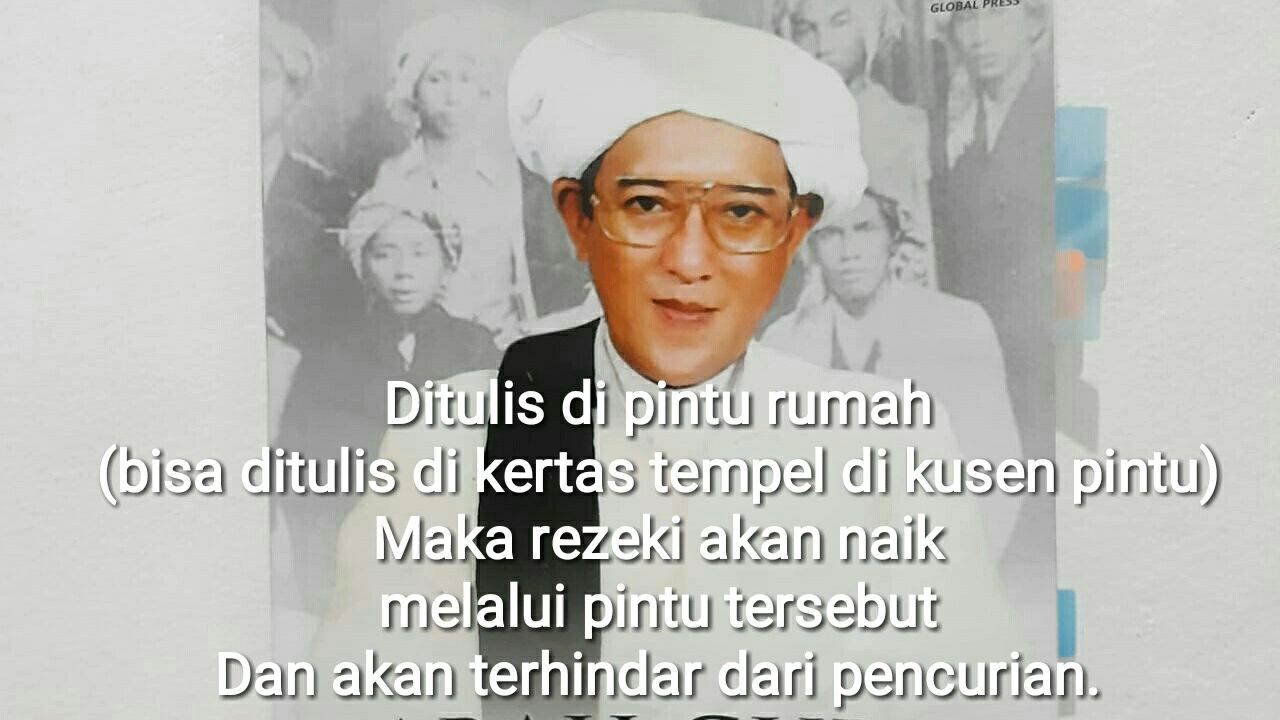 GLOBAL PRESS
Ditulis di pintu rumah
(bisa ditulis di kertas tempel di kusen pintu)
Maka rezeki akan naik
melalui pintu tersebut
Dan akan terhindar dari pencurian.